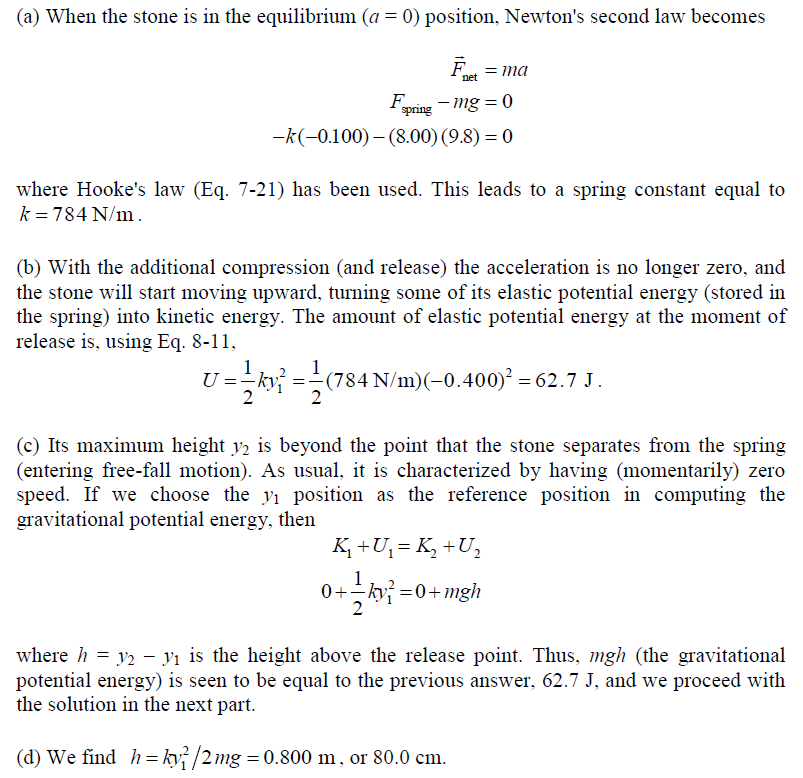 (a) When the stone is in the equilibrium (a = 0) position, Newton's second law becomes
F⃗_net = ma
F_spring − mg = 0
−k(−0.100) − (8.00)(9.8) = 0
where Hooke's law (Eq. 7-21) has been used. This leads to a spring constant equal to
k = 784 N/m.
(b) With the additional compression (and release) the acceleration is no longer zero, and
the stone will start moving upward, turning some of its elastic potential energy (stored in
the spring) into kinetic energy. The amount of elastic potential energy at the moment of
release is, using Eq. 8-11,
U = 1/2 ky₁² = 1/2 (784 N/m)(−0.400)² = 62.7 J.
(c) Its maximum height y₂ is beyond the point that the stone separates from the spring
(entering free-fall motion). As usual, it is characterized by having (momentarily) zero
speed. If we choose the y₁ position as the reference position in computing the
gravitational potential energy, then
K₁ + U₁ = K₂ + U₂
0 + 1/2 ky₁² = 0 + mgh
where h = y₂ − y₁ is the height above the release point. Thus, mgh (the gravitational
potential energy) is seen to be equal to the previous answer, 62.7 J, and we proceed with
the solution in the next part.
(d) We find h = ky₁²/2mg = 0.800 m, or 80.0 cm.